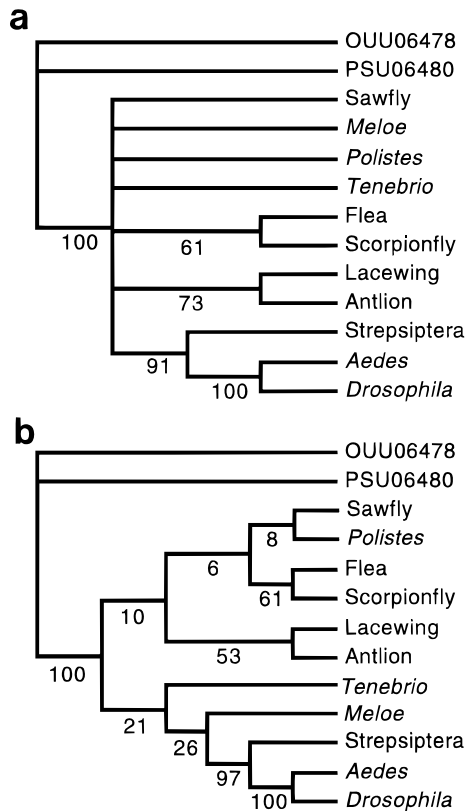 a
OUU06478
PSU06480
Sawfly
Meloe
Polistes
Tenebrio
Flea
100
61
Scorpionfly
Lacewing
73
Antlion
Strepsiptera
91
Aedes
100
Drosophila
b
OUU06478
PSU06480
Sawfly
8
Polistes
6
Flea
61
Scorpionfly
10
Lacewing
53
Antlion
100
Tenebrio
21
Meloe
26
Strepsiptera
97
Aedes
100
Drosophila